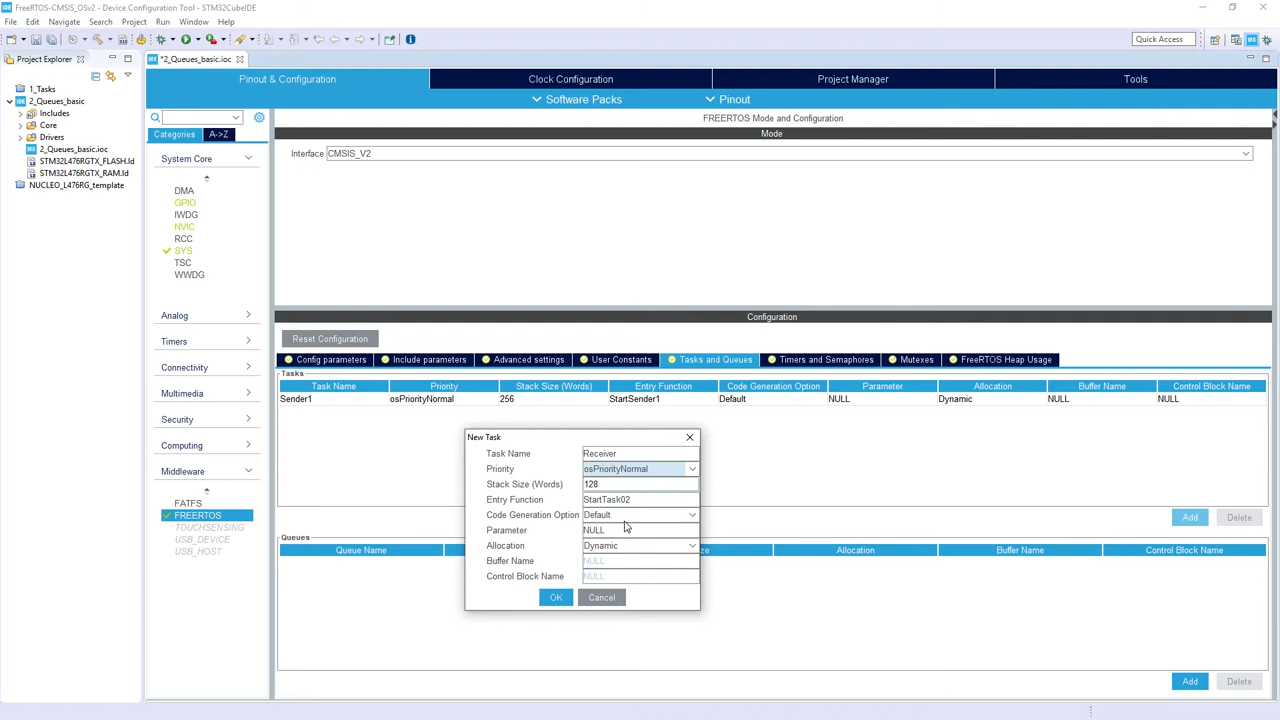 FreeRTOS-CMSIS_OSv2 - Device Configuration Tool - STM32CubeIDE
File Edit Navigate Search Project Run Window Help
Quick Access
Project Explorer
*2_Queues_basic.ioc
1_Tasks
2_Queues_basic
Includes
Core
Drivers
2_Queues_basic.ioc
STM32L476RGTX_FLASH.ld
STM32L476RGTX_RAM.ld
NUCLEO_L476RG_template
Pinout & Configuration Clock Configuration Project Manager Tools
Software Packs Pinout
Categories A->Z
System Core
DMA
GPIO
IWDG
NVIC
RCC
SYS
TSC
WWDG
Analog
Timers
Connectivity
Multimedia
Security
Computing
Middleware
FATFS
FREERTOS
TOUCHSENSING
USB_DEVICE
USB_HOST
FREERTOS Mode and Configuration
Mode
Interface CMSIS_V2
Configuration
Reset Configuration
Config parameters Include parameters Advanced settings User Constants Tasks and Queues Timers and Semaphores Mutexes FreeRTOS Heap Usage
Tasks
Task Name Priority Stack Size (Words) Entry Function Code Generation Option Parameter Allocation Buffer Name Control Block Name
Sender1 osPriorityNormal 256 StartSender1 Default NULL Dynamic NULL NULL
Add Delete
Queues
Queue Name Allocation Buffer Name Control Block Name
Add Delete
New Task
Task Name Receiver
Priority osPriorityNormal
Stack Size (Words) 128
Entry Function StartTask02
Code Generation Option Default
Parameter NULL
Allocation Dynamic
Buffer Name NULL
Control Block Name NULL
OK Cancel